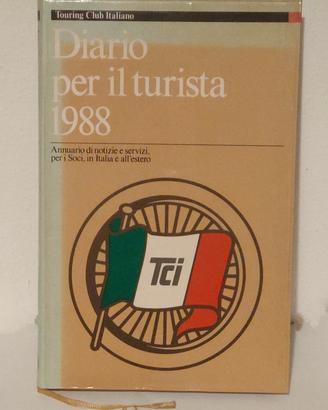 Touring Club Italiano
Diario
per il turista
1988
Annuario di notizie e servizi,
per i Soci, in Italia e all'estero
TCi